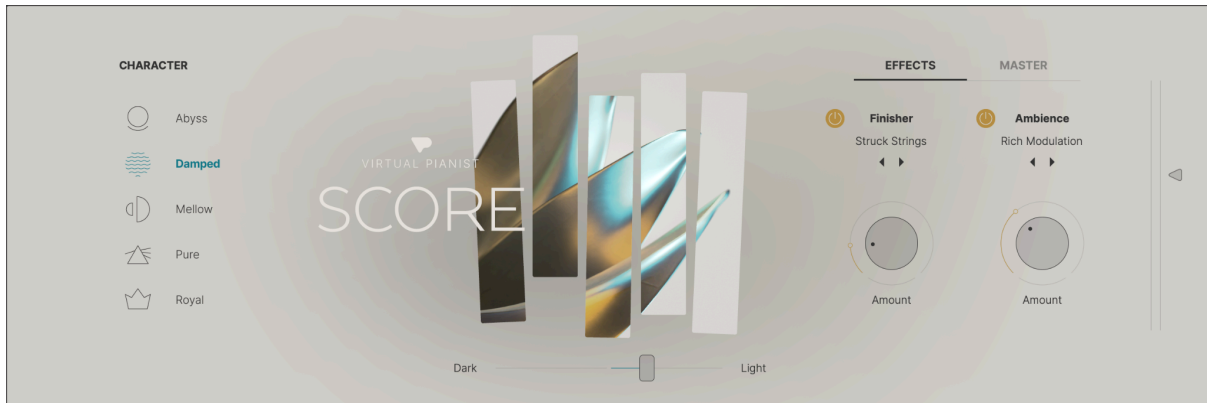 CHARACTER
Abyss
Damped
Mellow
Pure
Royal
VIRTUAL PIANIST
SCORE
Dark
Light
EFFECTS
MASTER
Finisher
Struck Strings
Amount
Ambience
Rich Modulation
Amount